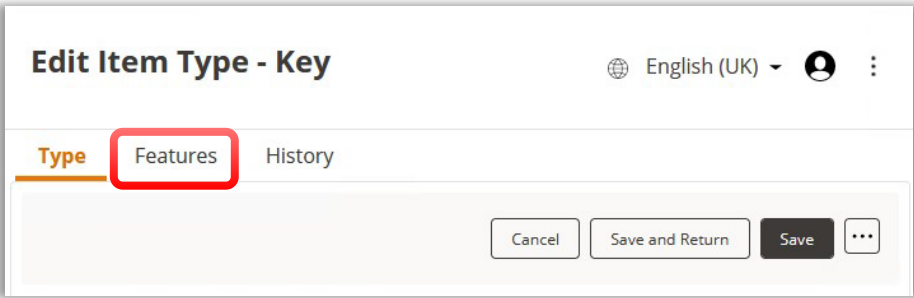 Edit Item Type - Key
English (UK)
Type Features History
Cancel Save and Return Save ...